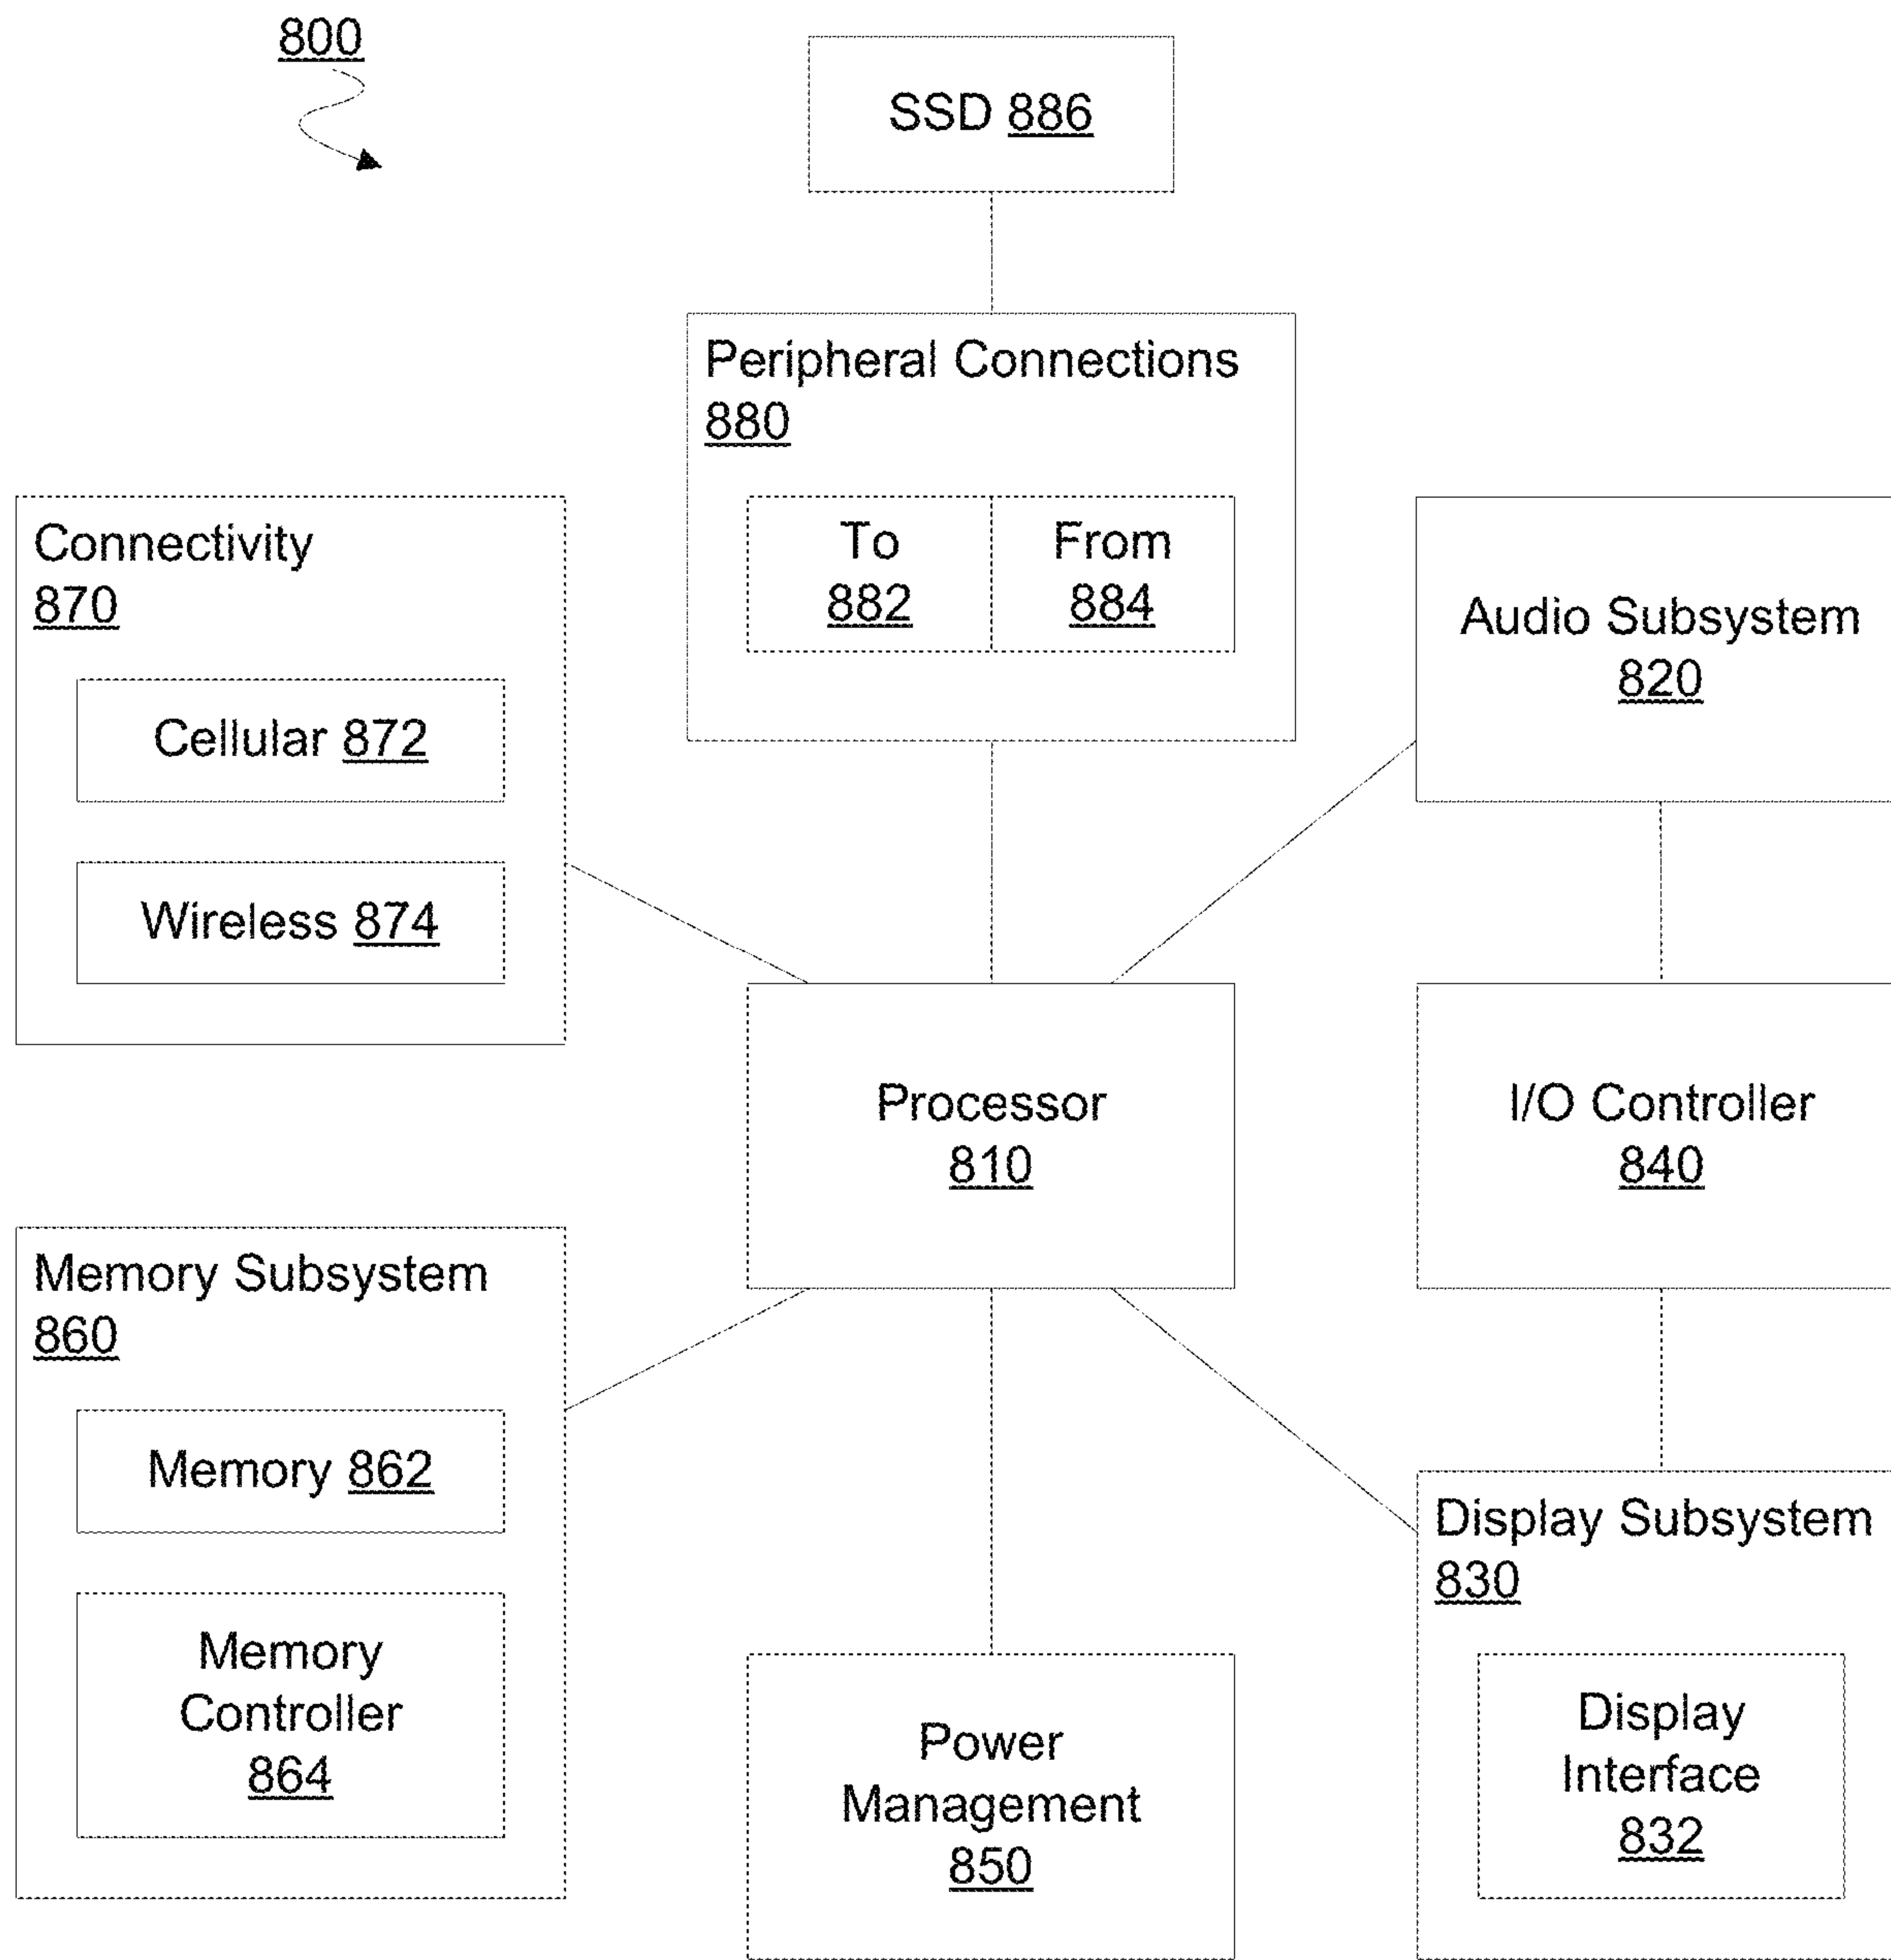 800
SSD 886
Peripheral Connections
880
To
882
From
884
Connectivity
870
Cellular 872
Wireless 874
Audio Subsystem
820
Processor
810
I/O Controller
840
Memory Subsystem
860
Memory 862
Memory
Controller
864
Power
Management
850
Display Subsystem
830
Display
Interface
832